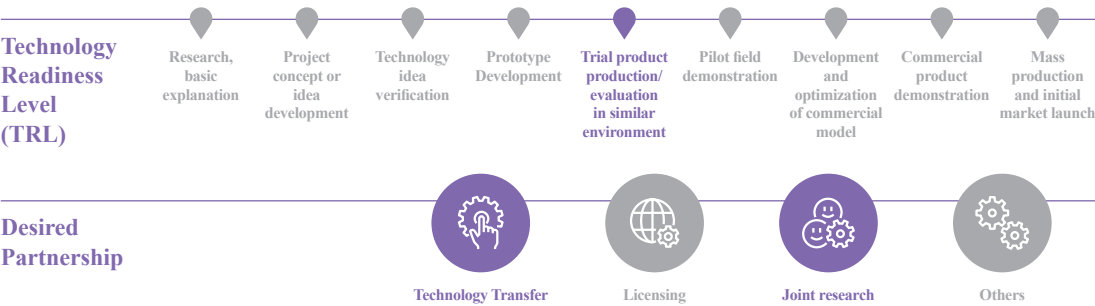 Technology
Readiness
Level
(TRL)
Research,
basic
explanation
Project
concept or
idea
development
Technology
idea
verification
Prototype
Development
Trial product
production/
evaluation
in similar
environment
Pilot field
demonstration
Development
and
optimization
of commercial
model
Commercial
product
demonstration
Mass
production
and initial
market launch
Desired
Partnership
Technology Transfer
Licensing
Joint research
Others